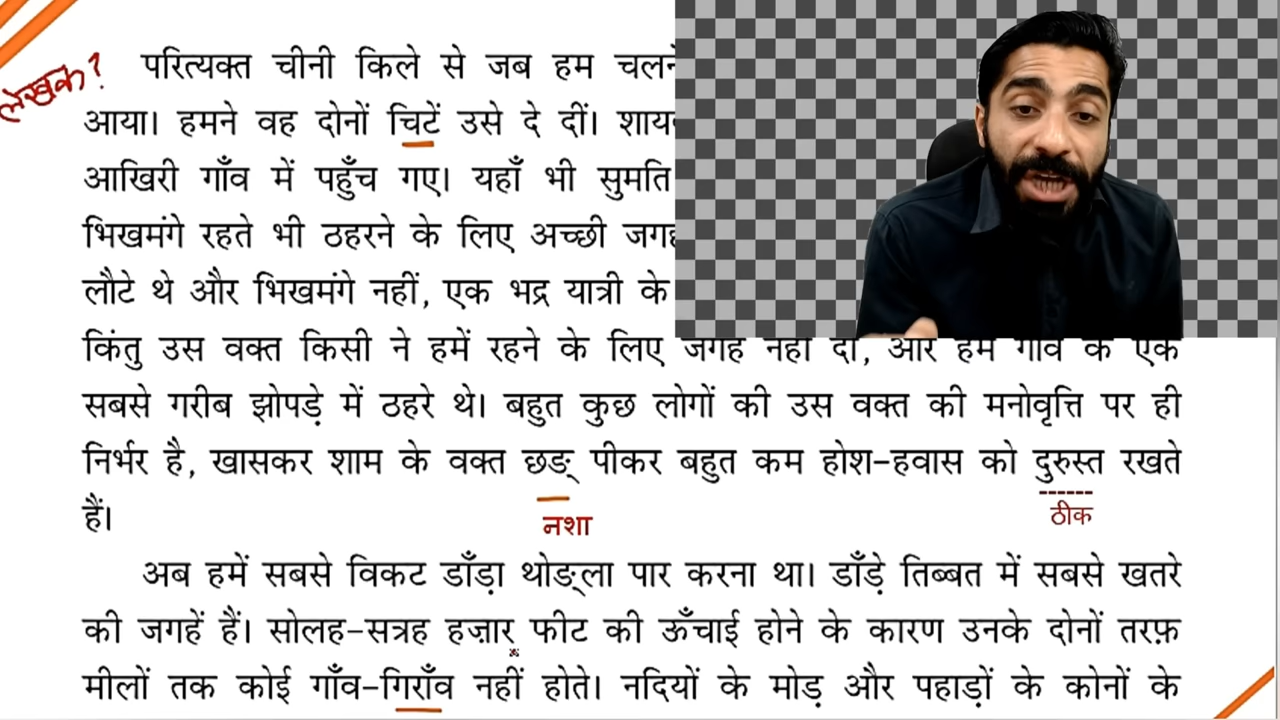 लेखक?
परित्यक्त चीनी किले से जब हम
आया। हमने वह दोनों चिटें उसे दे दीं।
आखिरी गाँव में पहुँच गए। यहाँ भी सुमति
भिखमंगे रहते भी ठहरने के लिए अच्छी
लौटे थे और भिखमंगे नहीं, एक भद्र यात्री के
किंतु उस वक्त किसी ने हमें रहने के लिए जगह नहीं दी, और हम गाँव के एक
सबसे गरीब झोपड़े में ठहरे थे। बहुत कुछ लोगों की उस वक्त की मनोवृत्ति पर ही
निर्भर है, खासकर शाम के वक्त छङ् पीकर बहुत कम होश-हवास को दुरुस्त रखते
हैं।
नशा
ठीक
अब हमें सबसे विकट डाँड़ा थोङ्ला पार करना था। डाँड़े तिब्बत में सबसे खतरे
की जगहें हैं। सोलह-सत्रह हज़ार फीट की ऊँचाई होने के कारण उनके दोनों तरफ़
मीलों तक कोई गाँव-गिराँव नहीं होते। नदियों के मोड़ और पहाड़ों के कोनों के